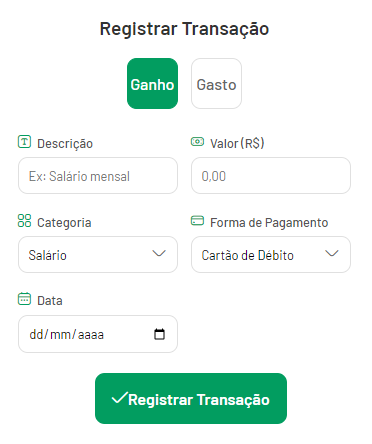 Registrar Transação
Ganho Gasto
Descrição Valor (R$)
Ex: Salário mensal 0,00
Categoria Forma de Pagamento
Salário Cartão de Débito
Data
dd/mm/aaaa
Registrar Transação